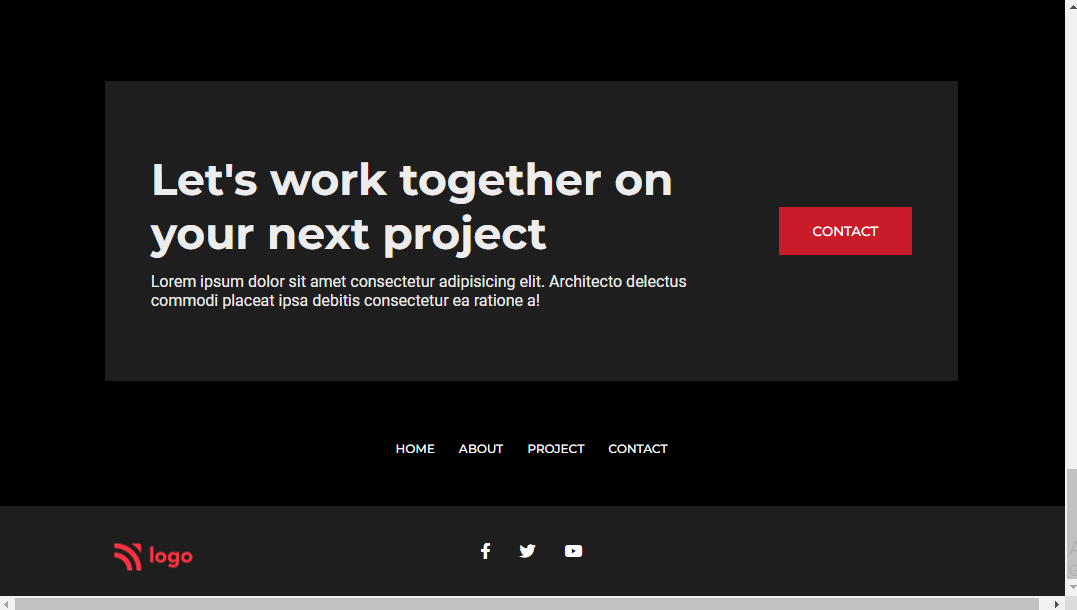 Let's work together on
your next project
Lorem ipsum dolor sit amet consectetur adipisicing elit. Architecto delectus
commodi placeat ipsa debitis consectetur ea ratione a!
CONTACT
HOME ABOUT PROJECT CONTACT
logo